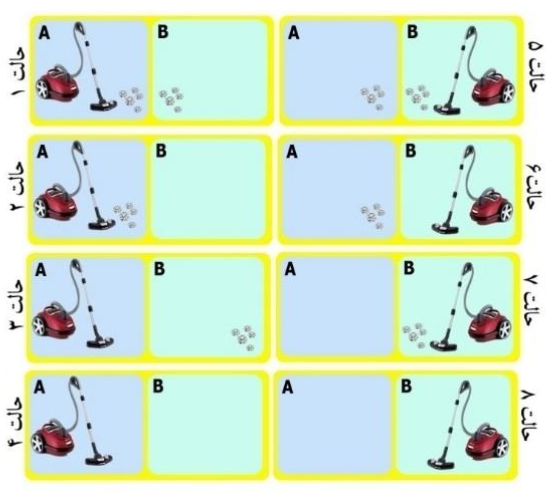 حالت ۱
A B
A B
حالت ۵
حالت ۲
A B
A B
حالت ۶
حالت ۳
A B
A B
حالت ۷
حالت ۴
A B
A B
حالت ۸